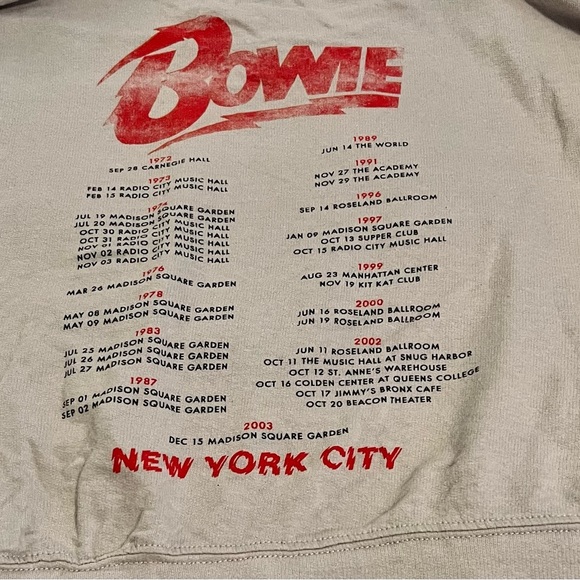 BOWIE
1972
SEP 28 CARNEGIE HALL
1973
FEB 14 RADIO CITY MUSIC HALL
FEB 15 RADIO CITY MUSIC HALL
1974
JUL 19 MADISON SQUARE GARDEN
JUL 20 MADISON SQUARE GARDEN
OCT 30 RADIO CITY MUSIC HALL
OCT 31 RADIO CITY MUSIC HALL
NOV 01 RADIO CITY MUSIC HALL
NOV 02 RADIO CITY MUSIC HALL
NOV 03 RADIO CITY MUSIC HALL
1976
MAR 26 MADISON SQUARE GARDEN
1978
MAY 08 MADISON SQUARE GARDEN
MAY 09 MADISON SQUARE GARDEN
1983
JUL 25 MADISON SQUARE GARDEN
JUL 26 MADISON SQUARE GARDEN
JUL 27 MADISON SQUARE GARDEN
1987
SEP 01 MADISON SQUARE GARDEN
SEP 02 MADISON SQUARE GARDEN
1989
JUN 14 THE WORLD
1991
NOV 27 THE ACADEMY
NOV 29 THE ACADEMY
1996
SEP 14 ROSELAND BALLROOM
1997
JAN 09 MADISON SQUARE GARDEN
OCT 13 SUPPER CLUB
OCT 15 RADIO CITY MUSIC HALL
1999
AUG 23 MANHATTAN CENTER
NOV 19 KIT KAT CLUB
2000
JUN 16 ROSELAND BALLROOM
JUN 19 ROSELAND BALLROOM
2002
JUN 11 ROSELAND BALLROOM
OCT 11 THE MUSIC HALL AT SNUG HARBOR
OCT 12 ST. ANNE'S WAREHOUSE
OCT 16 COLDEN CENTER AT QUEENS COLLEGE
OCT 17 JIMMY'S BRONX CAFE
OCT 20 BEACON THEATER
2003
DEC 15 MADISON SQUARE GARDEN
NEW YORK CITY